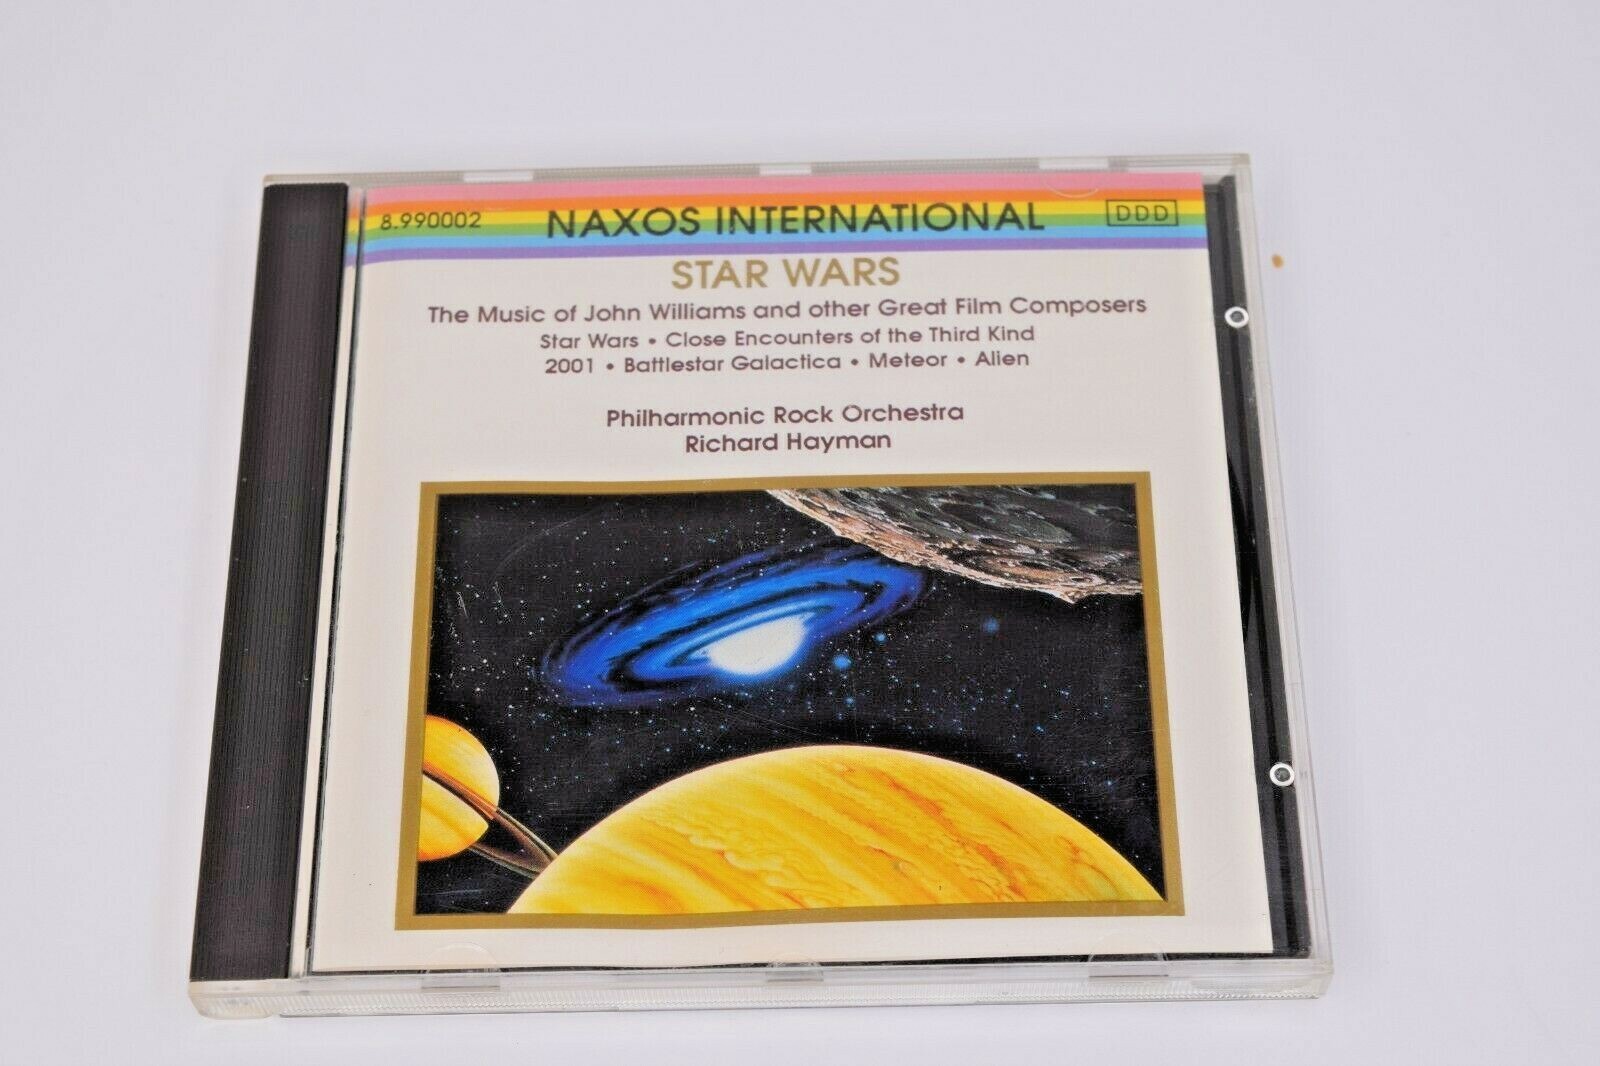 8.990002 NAXOS INTERNATIONAL DDD
STAR WARS
The Music of John Williams and other Great Film Composers
Star Wars • Close Encounters of the Third Kind
2001 • Battlestar Galactica • Meteor • Alien
Philharmonic Rock Orchestra
Richard Hayman